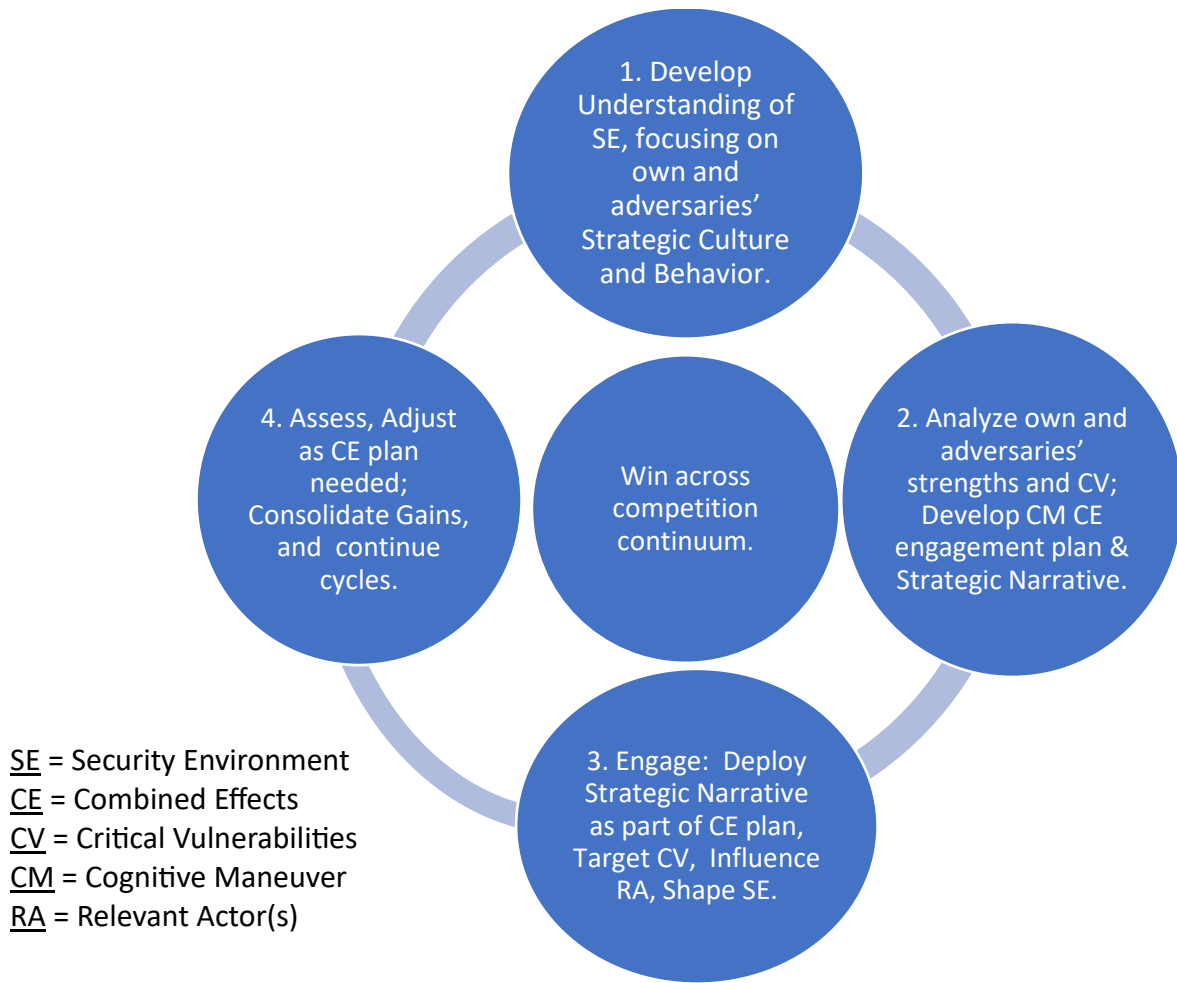 1. Develop
Understanding of
SE, focusing on
own and
adversaries’
Strategic Culture
and Behavior.
2. Analyze own and
adversaries’
strengths and CV;
Develop CM CE
engagement plan &
Strategic Narrative.
3. Engage:  Deploy
Strategic Narrative
as part of CE plan,
Target CV,  Influence
RA, Shape SE.
4. Assess, Adjust
as CE plan
needed;
Consolidate Gains,
and  continue
cycles.
Win across
competition
continuum.
SE = Security Environment
CE = Combined Effects
CV = Critical Vulnerabilities
CM = Cognitive Maneuver
RA = Relevant Actor(s)